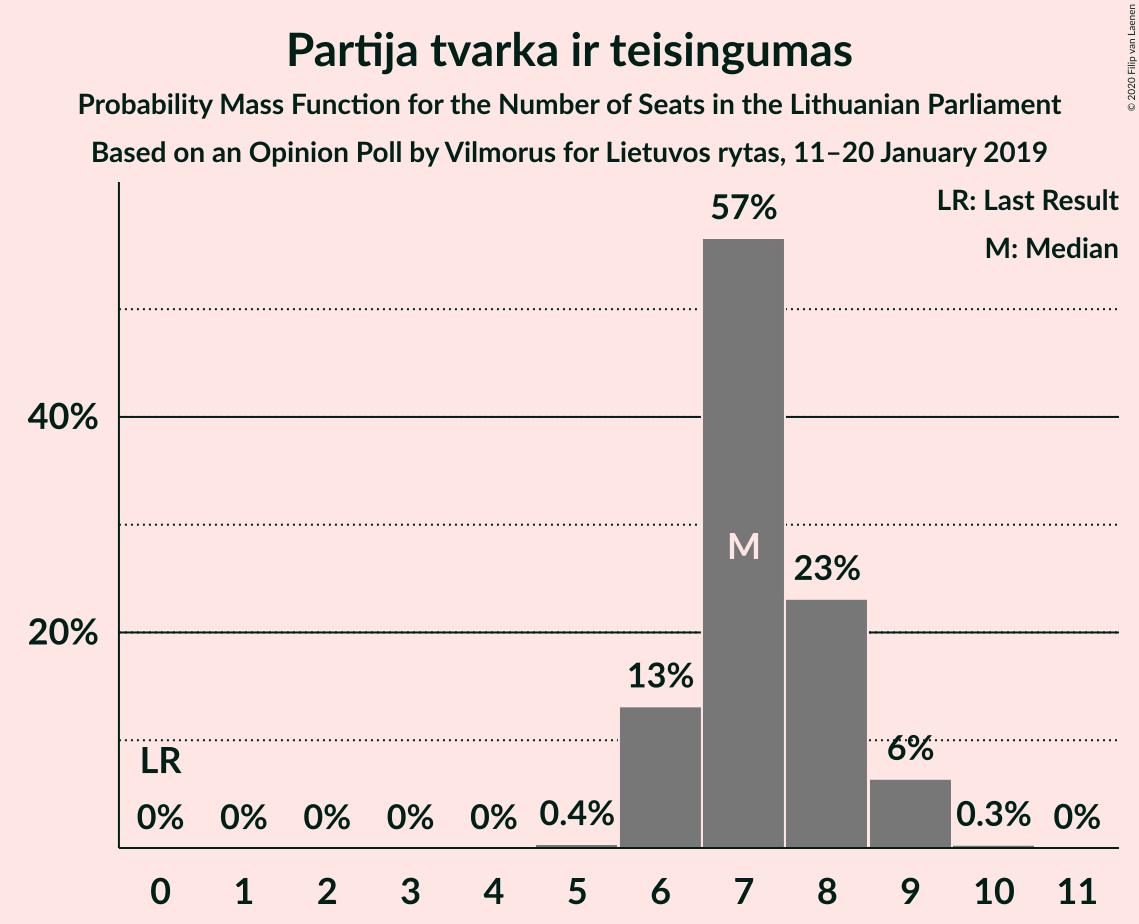 Partija tvarka ir teisingumas
Probability Mass Function for the Number of Seats in the Lithuanian Parliament
Based on an Opinion Poll by Vilmorus for Lietuvos rytas, 11–20 January 2019
© 2020 Filip van Laenen
LR: Last Result
M: Median
57%
40%
M
23%
20%
13%
LR
6%
0% 0% 0% 0% 0% 0.4% 0.3% 0%
0 1 2 3 4 5 6 7 8 9 10 11